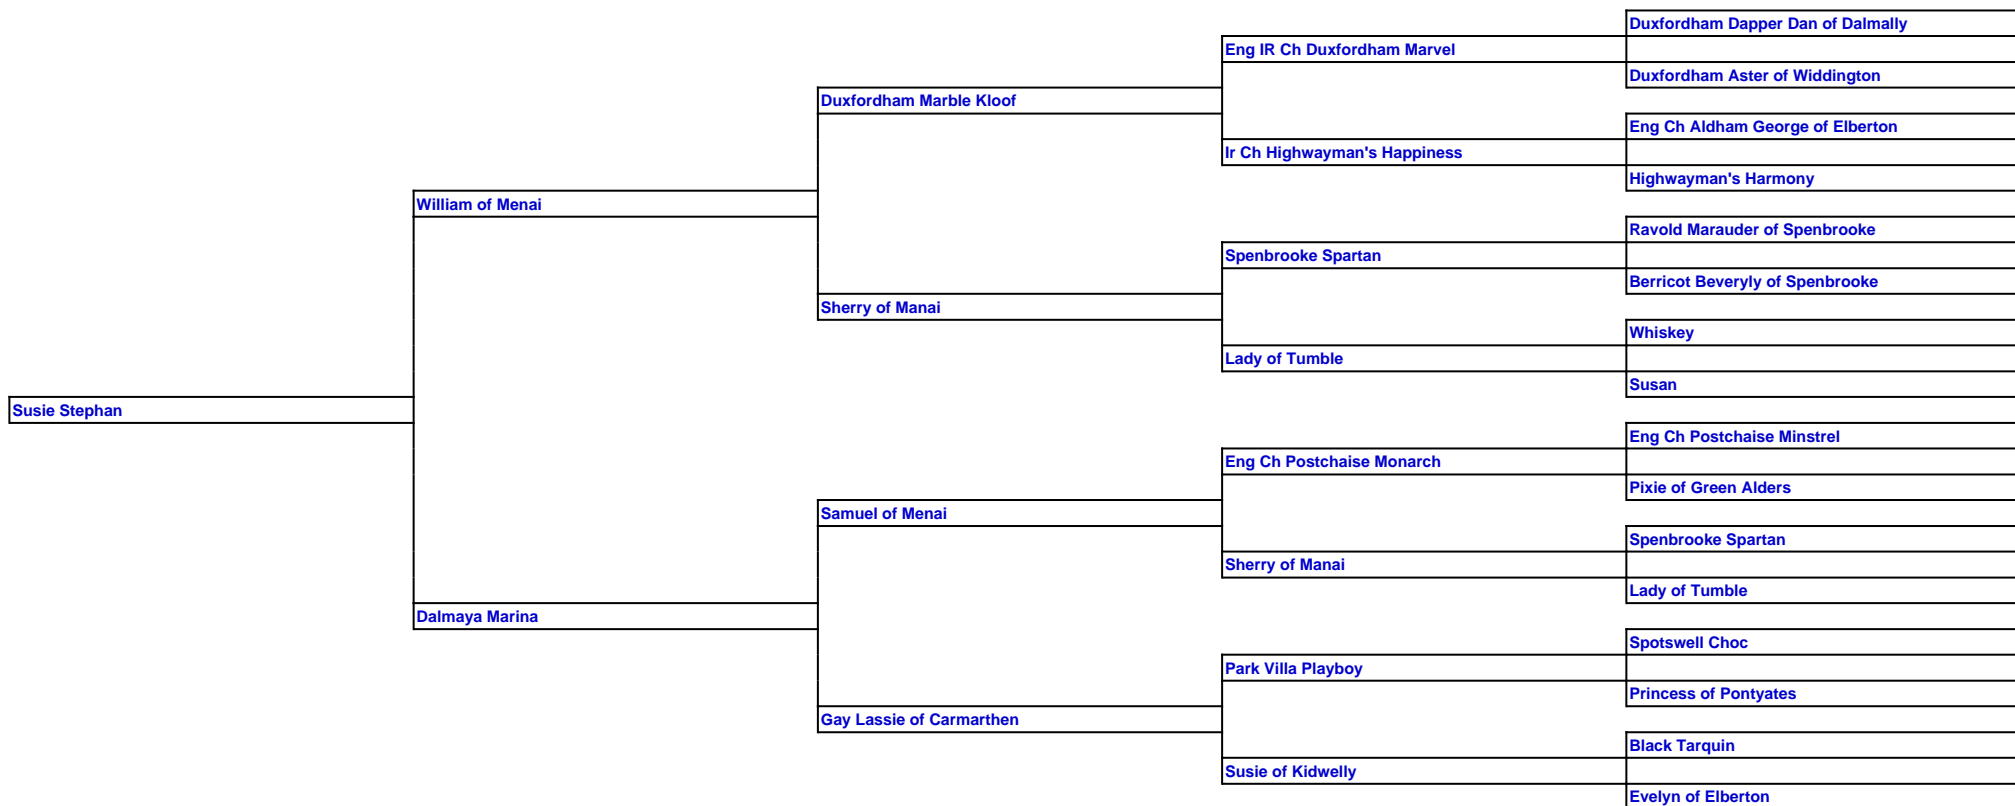 Duxfordham Dapper Dan of Dalmally
Eng IR Ch Duxfordham Marvel
Duxfordham Aster of Widdington
Duxfordham Marble Kloof
Eng Ch Aldham George of Elberton
Ir Ch Highwayman's Happiness
Highwayman's Harmony
William of Menai
Ravold Marauder of Spenbrooke
Spenbrooke Spartan
Berricot Beveryly of Spenbrooke
Sherry of Manai
Whiskey
Lady of Tumble
Susan
Susie Stephan
Eng Ch Postchaise Minstrel
Eng Ch Postchaise Monarch
Pixie of Green Alders
Samuel of Menai
Spenbrooke Spartan
Sherry of Manai
Lady of Tumble
Dalmaya Marina
Spotswell Choc
Park Villa Playboy
Princess of Pontyates
Gay Lassie of Carmarthen
Black Tarquin
Susie of Kidwelly
Evelyn of Elberton